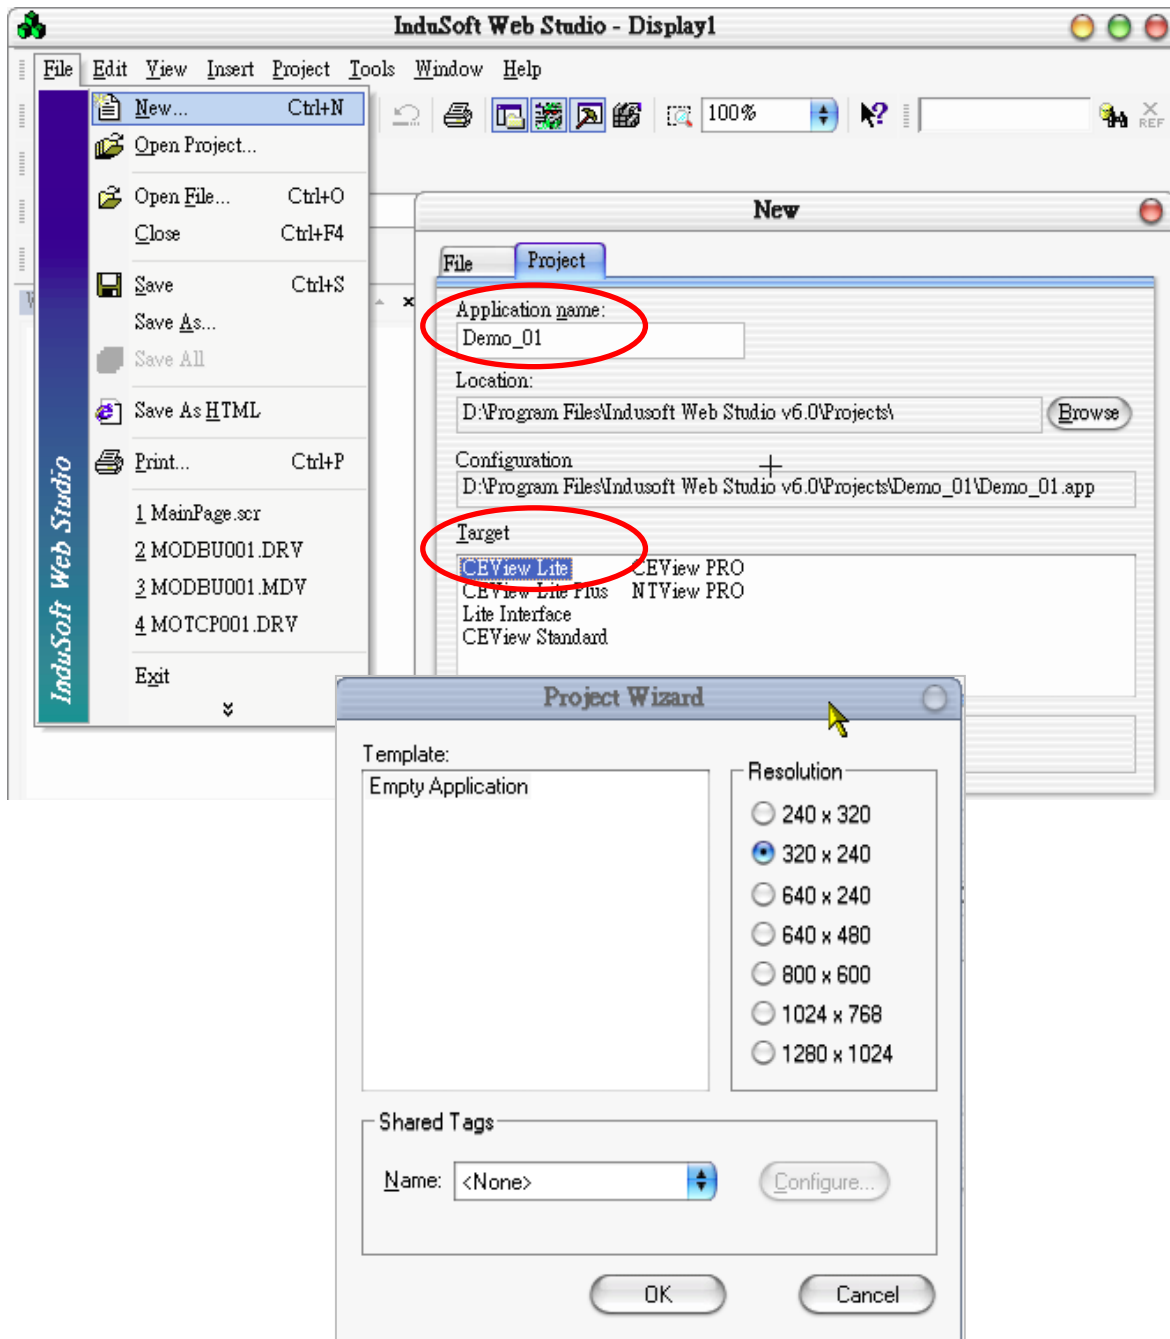 InduSoft Web Studio - Display1
File Edit View Insert Project Tools Window Help
100%
REF
InduSoft Web Studio
New... Ctrl+N
Open Project...
Open File... Ctrl+O
Close Ctrl+F4
Save Ctrl+S
Save As...
Save All
Save As HTML
Print... Ctrl+P
1 MainPage.scr
2 MODBU001.DRV
3 MODBU001.MDV
4 MOTCP001.DRV
Exit
New
File Project
Application name:
Demo_01
Location:
D:\Program Files\Indusoft Web Studio v6.0\Projects\
Browse
Configuration
D:\Program Files\Indusoft Web Studio v6.0\Projects\Demo_01\Demo_01.app
Target
CEView Lite CEView PRO
CEView Lite Plus NTView PRO
Lite Interface
CEView Standard
Project Wizard
Template:
Empty Application
Resolution
240 x 320
320 x 240
640 x 240
640 x 480
800 x 600
1024 x 768
1280 x 1024
Shared Tags
Name: <None> Configure...
OK Cancel